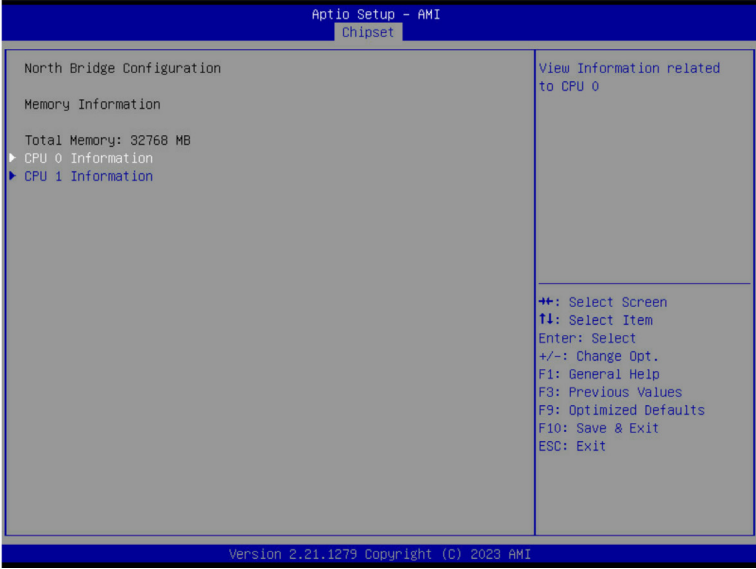 Aptio Setup - AMI
Chipset
North Bridge Configuration
Memory Information
Total Memory: 32768 MB
CPU 0 Information
CPU 1 Information
View Information related
to CPU 0
→←: Select Screen
↑↓: Select Item
Enter: Select
+/-: Change Opt.
F1: General Help
F3: Previous Values
F9: Optimized Defaults
F10: Save & Exit
ESC: Exit
Version 2.21.1279 Copyright (C) 2023 AMI